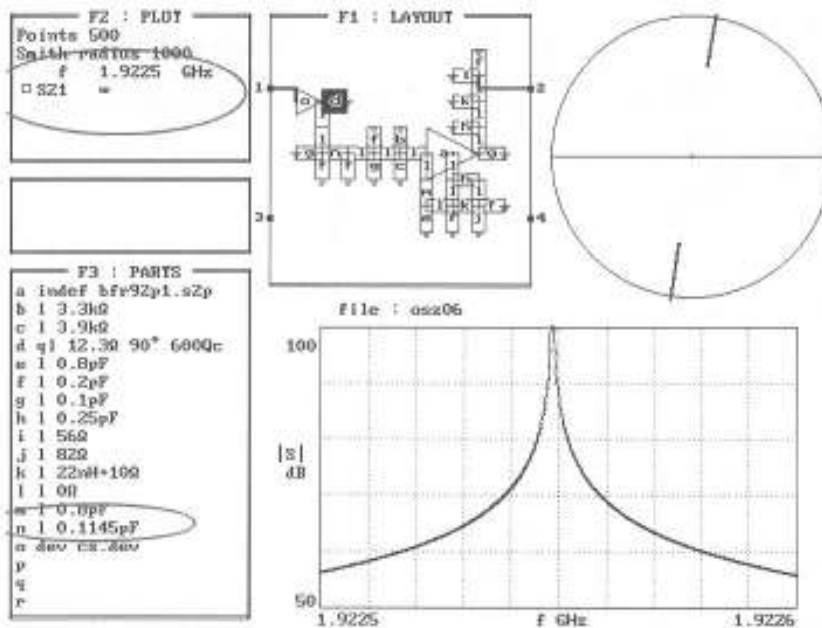 F2 : PLOT
Points 500
Smith radius 1000
f 1.9225 GHz
□ SZ1 ∞
F1 : LAYOUT
1
2
3
4
F3 : PARTS
a indef bfr92p1.s2p
b l 3.3kΩ
c l 3.9kΩ
d ql 12.3Ω 90° 600Qc
e l 0.8pF
f l 0.2pF
g l 0.1pF
h l 0.25pF
i l 56Ω
j l 82Ω
k l 22nH+10Ω
l l 0Ω
m l 0.8pF
n l 0.1145pF
o dev cs.dev
p
q
r
file : osz06
100
|S|
dB
50
1.9225
f GHz
1.9226